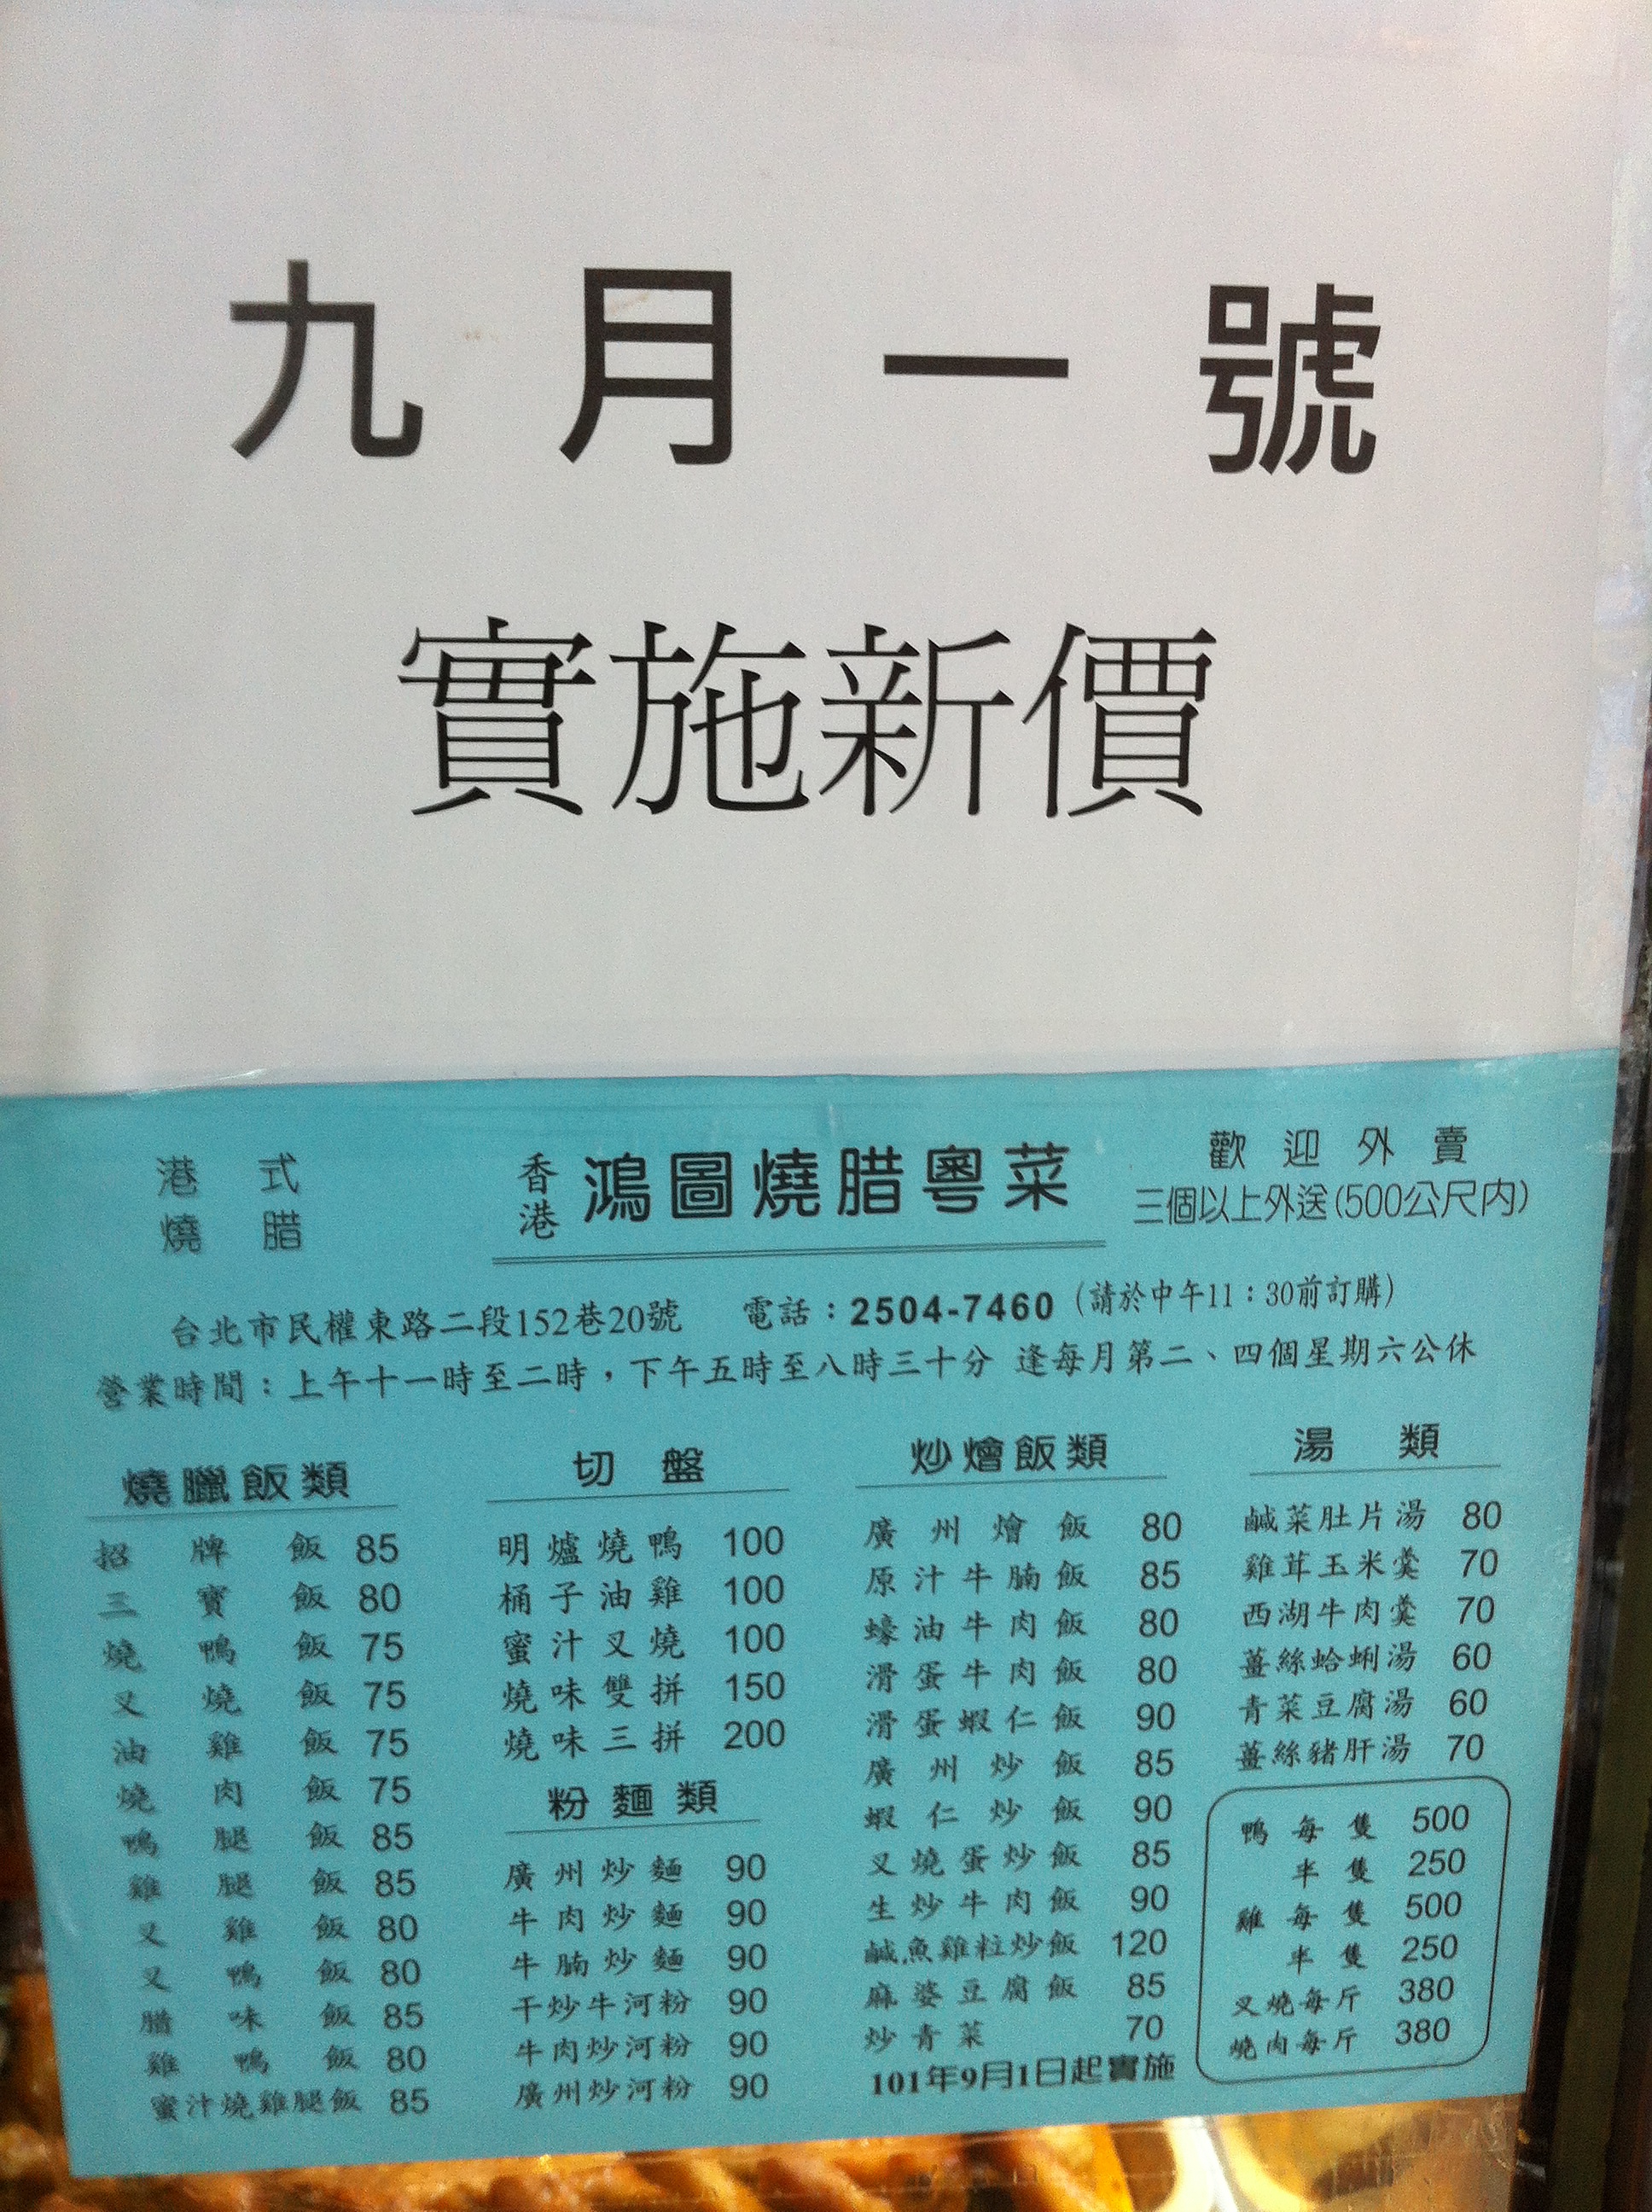 九月一號
實施新價
港式
燒腊
香港
鴻圖燒腊粵菜
歡迎外賣
三個以上外送(500公尺內)
台北市民權東路二段152巷20號 電話：2504-7460 (請於中午11：30前訂購)
營業時間：上午十一時至二時，下午五時至八時三十分 逢每月第二、四個星期六公休
燒臘飯類
招牌飯 85
三寶飯 80
燒鴨飯 75
叉燒飯 75
油雞飯 75
燒肉飯 75
鴨腿飯 85
雞腿飯 85
叉雞飯 80
叉鴨飯 80
腊味飯 85
雞鴨飯 80
蜜汁燒雞腿飯 85
切盤
明爐燒鴨 100
桶子油雞 100
蜜汁叉燒 100
燒味雙拼 150
燒味三拼 200
粉麵類
廣州炒麵 90
牛肉炒麵 90
牛腩炒麵 90
干炒牛河粉 90
牛肉炒河粉 90
廣州炒河粉 90
炒燴飯類
廣州燴飯 80
原汁牛腩飯 85
蠔油牛肉飯 80
滑蛋牛肉飯 80
滑蛋蝦仁飯 90
廣州炒飯 85
蝦仁炒飯 90
叉燒蛋炒飯 85
生炒牛肉飯 90
鹹魚雞粒炒飯 120
麻婆豆腐飯 85
炒青菜 70
101年9月1日起實施
湯類
鹹菜肚片湯 80
雞茸玉米羹 70
西湖牛肉羹 70
薑絲蛤蜊湯 60
青菜豆腐湯 60
薑絲豬肝湯 70
鴨每隻 500
半隻 250
雞每隻 500
半隻 250
叉燒每斤 380
燒肉每斤 380